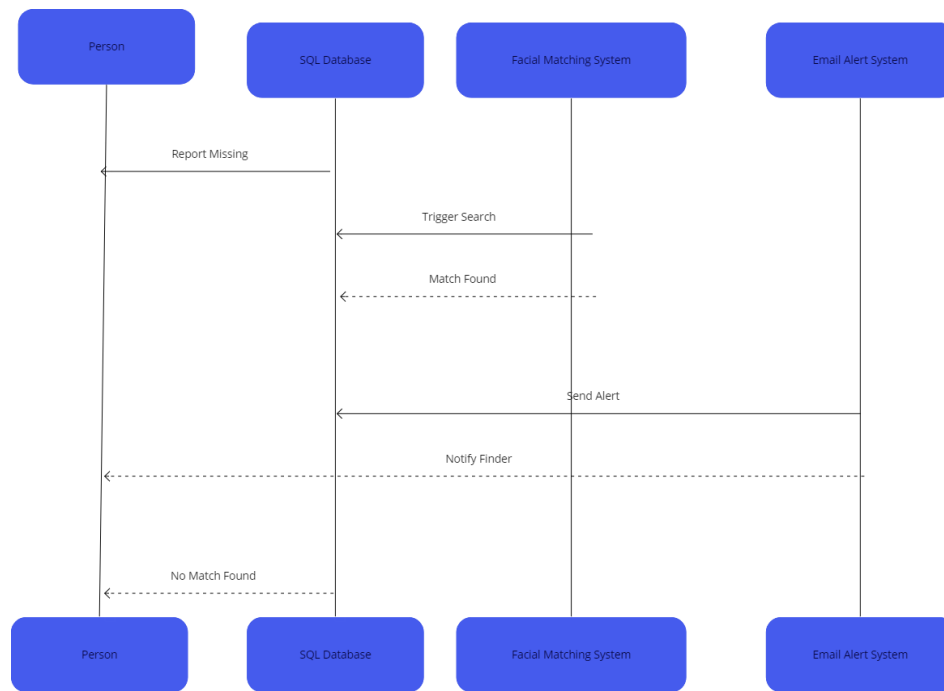 Person
SQL Database
Facial Matching System
Email Alert System
Report Missing
Trigger Search
Match Found
Send Alert
Notify Finder
No Match Found
Person
SQL Database
Facial Matching System
Email Alert System